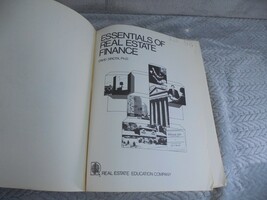 ESSENTIALS OF
REAL ESTATE
FINANCE
REAL ESTATE EDUCATION COMPANY